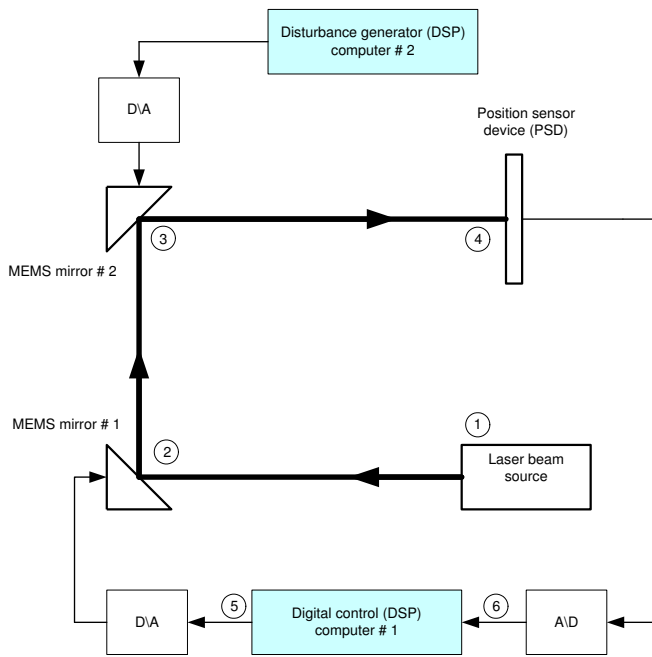 Disturbance generator (DSP)
computer # 2
D\A
Position sensor
device (PSD)
3
4
MEMS mirror # 2
MEMS mirror # 1
2
1
Laser beam
source
D\A
5
Digital control (DSP)
computer # 1
6
A\D